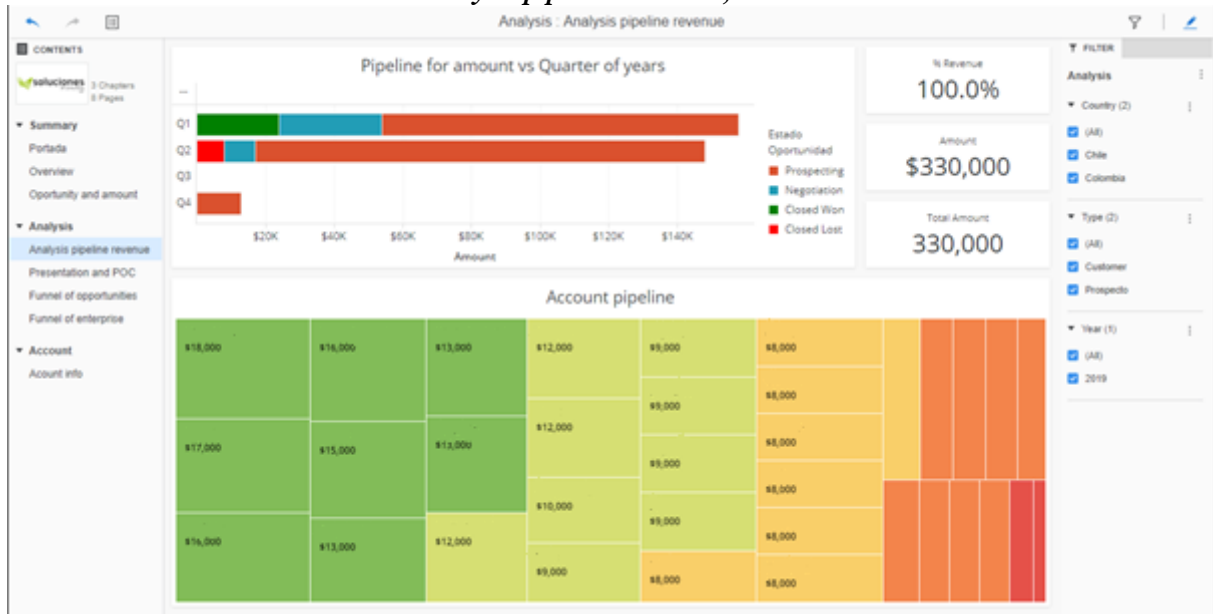 Analysis : Analysis pipeline revenue
CONTENTS
soluciones
3 Chapters
8 Pages
Summary
Portada
Overview
Oportunity and amount
Analysis
Analysis pipeline revenue
Presentation and POC
Funnel of opportunities
Funnel of enterprise
Account
Acount info
Pipeline for amount vs Quarter of years
--
Q1
Q2
Q3
Q4
$20K $40K $60K $80K $100K $120K $140K
Amount
Estado
Oportunidad
Prospecting
Negotiation
Closed Won
Closed Lost
% Revenue
100.0%
Amount
$330,000
Total Amount
330,000
Account pipeline
$18,000 $16,000 $13,000 $12,000 $9,000 $8,000
$8,000
$9,000
$17,000 $15,000 $13,000 $12,000 $8,000
$9,000
$8,000
$10,000
$9,000
$16,000 $13,000 $12,000 $8,000
$9,000 $8,000 $8,000
FILTER
Analysis
Country (2)
(All)
Chile
Colombia
Type (2)
(All)
Customer
Prospecto
Year (1)
(All)
2019